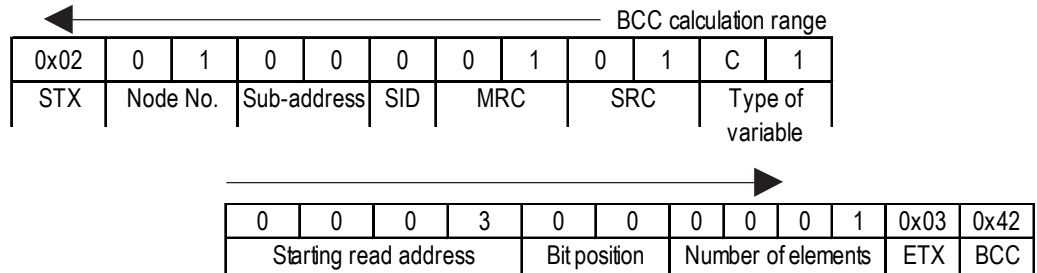 BCC calculation range
0x02 0 1 0 0 0 0 1 0 1 C 1
STX Node No. Sub-address SID MRC SRC Type of
variable
0 0 0 3 0 0 0 0 0 1 0x03 0x42
Starting read address Bit position Number of elements ETX BCC